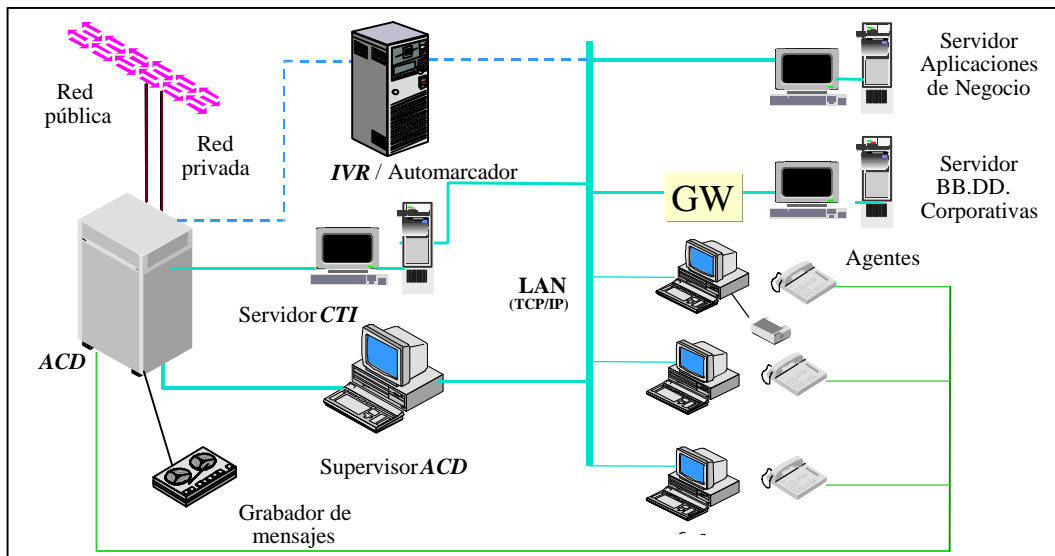 Red
pública
Red
privada
IVR / Automarcador
Servidor
Aplicaciones
de Negocio
GW
Servidor
BB.DD.
Corporativas
Agentes
LAN
(TCP/IP)
Servidor CTI
ACD
Supervisor ACD
Grabador de
mensajes